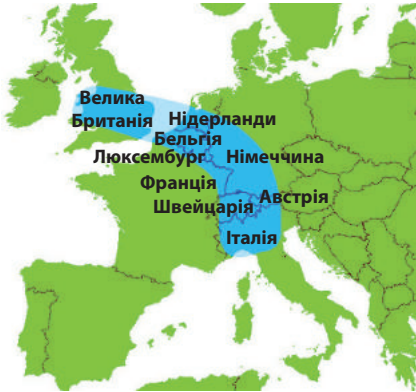 Велика
Британія
Нідерланди
Бельгія
Люксембург
Німеччина
Франція
Австрія
Швейцарія
Італія